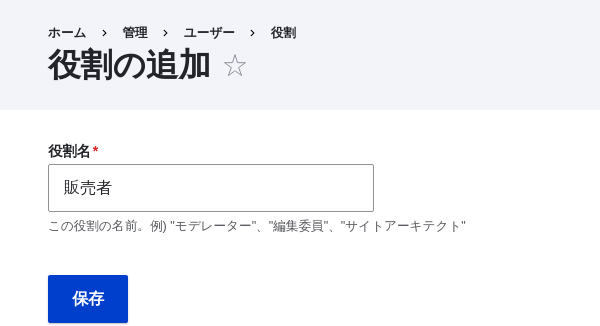 ホーム › 管理 › ユーザー › 役割
役割の追加 ☆
役割名*
販売者
この役割の名前。例) "モデレーター"、"編集委員"、"サイトアーキテクト"
保存